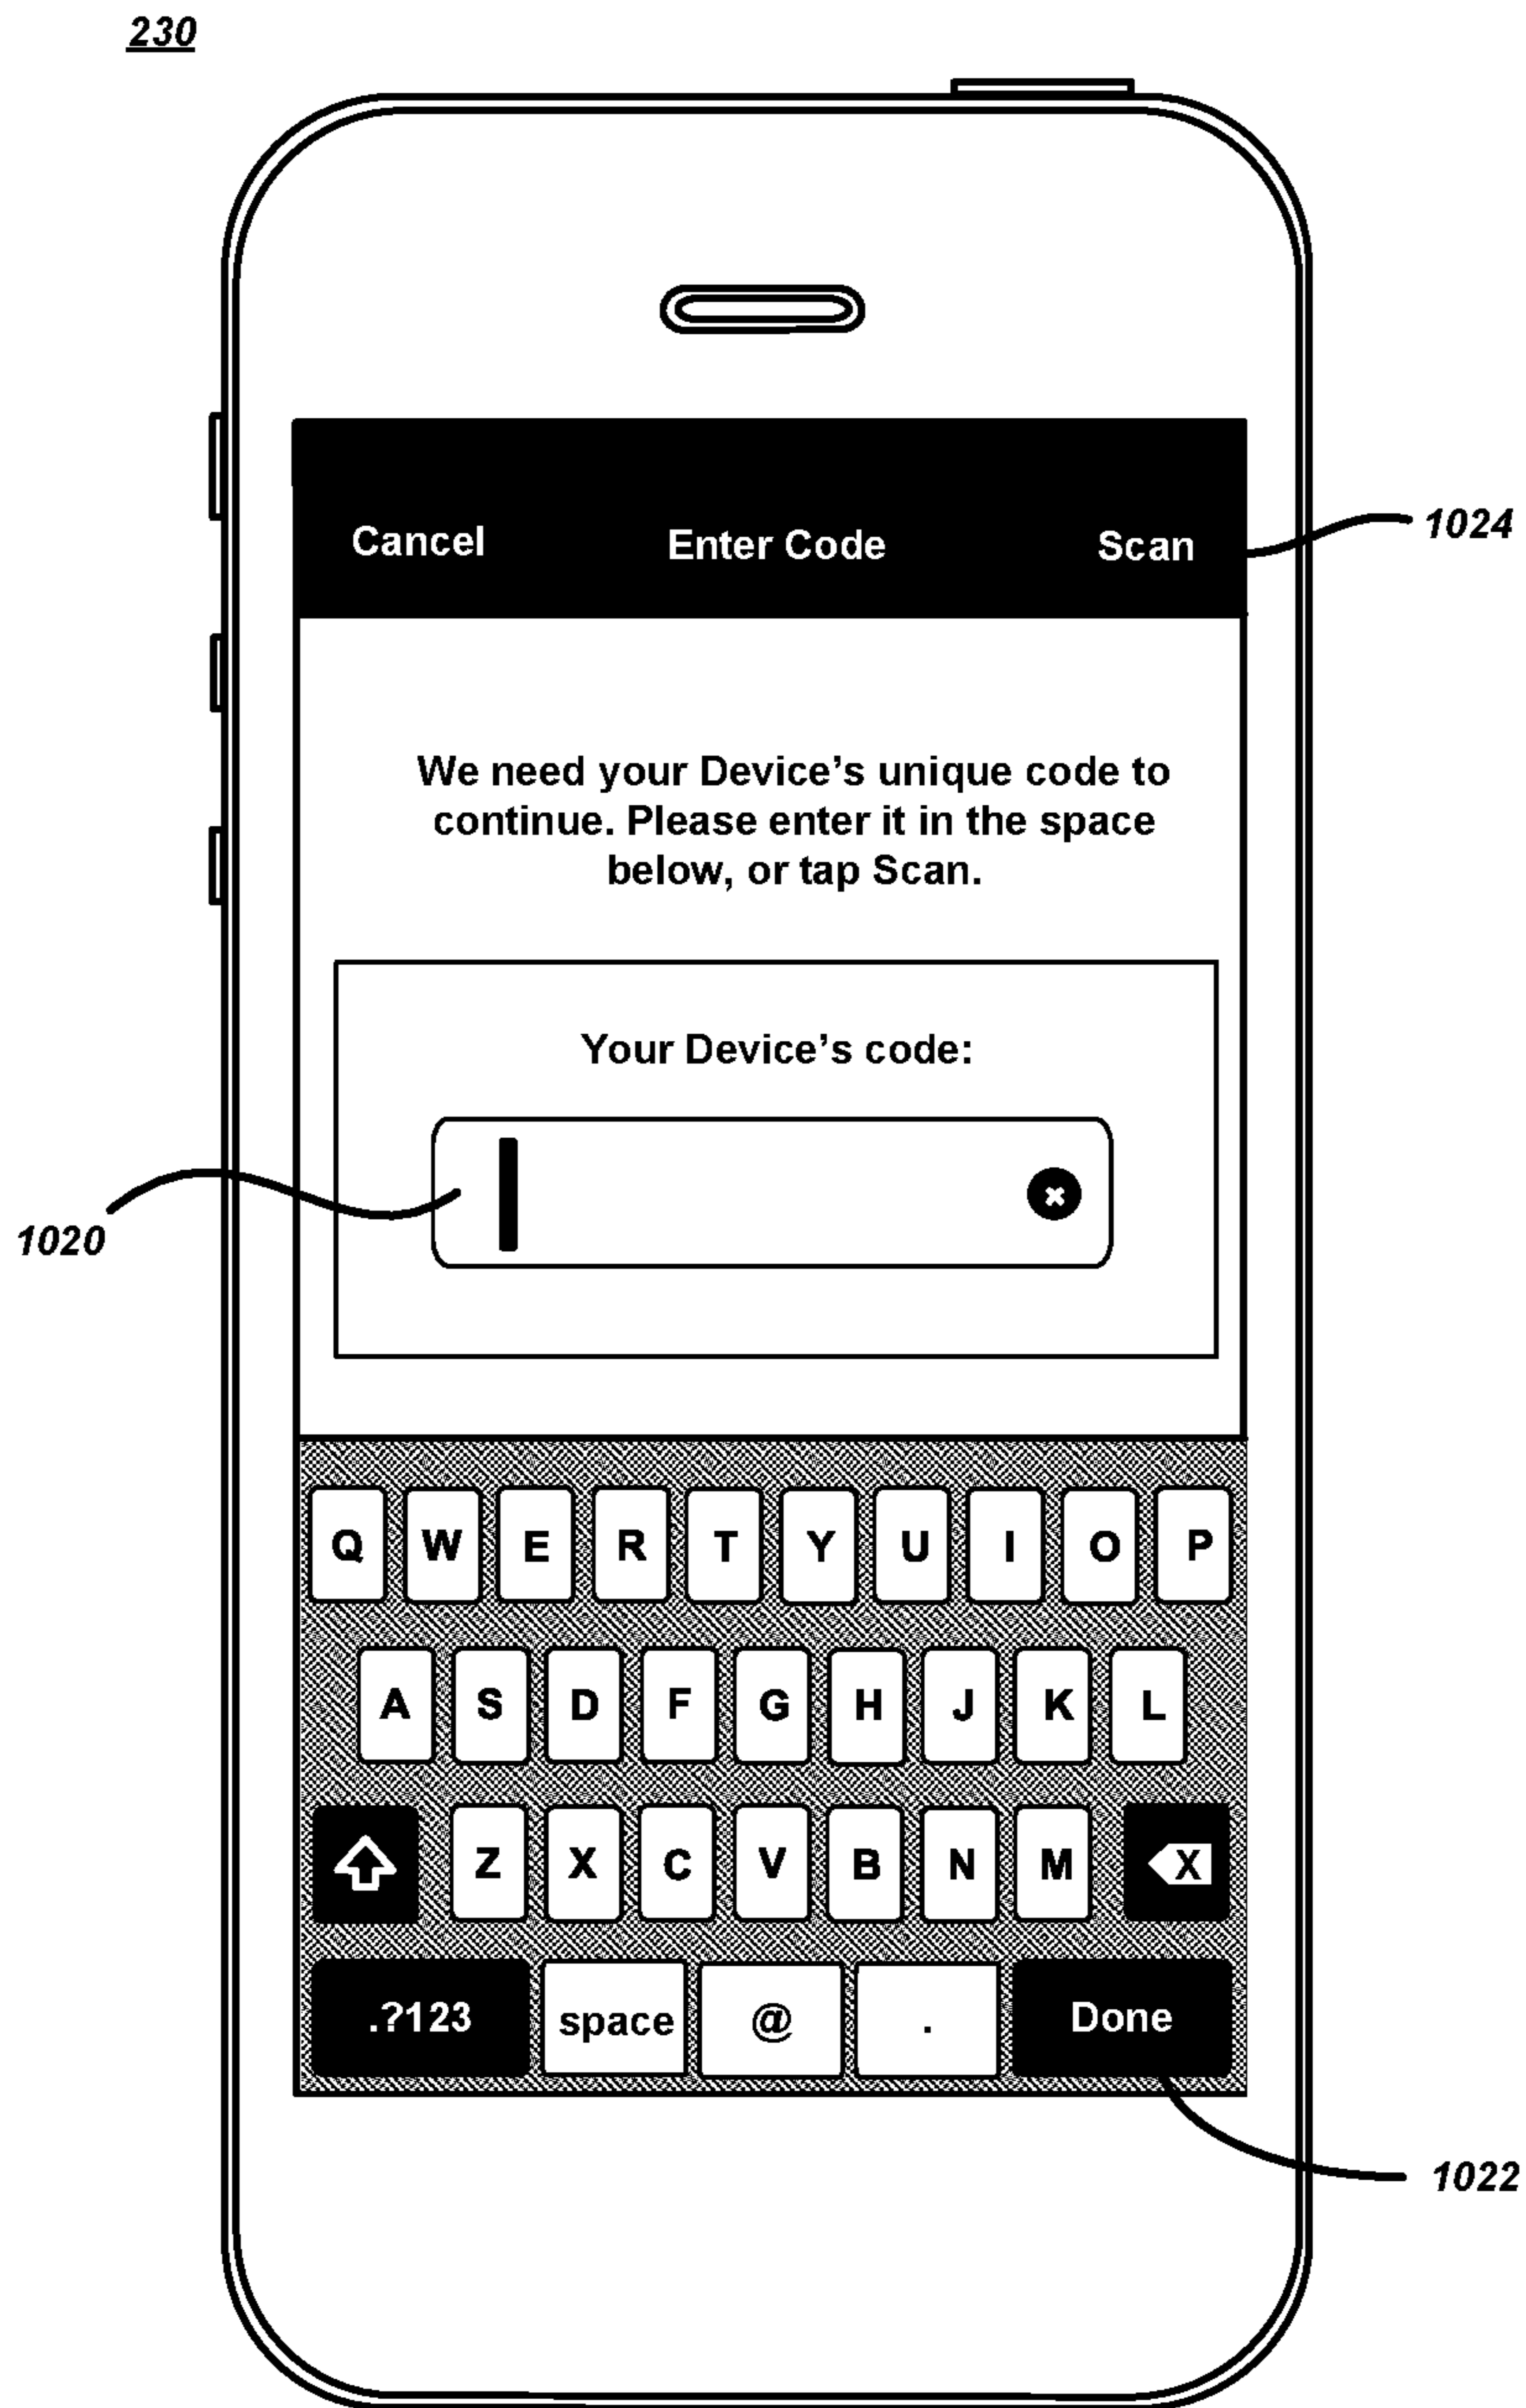 230
Cancel Enter Code Scan
1024
We need your Device’s unique code to
continue. Please enter it in the space
below, or tap Scan.
Your Device’s code:
1020
Q W E R T Y U I O P
A S D F G H J K L
Z X C V B N M X
.?123 space @ . Done
1022